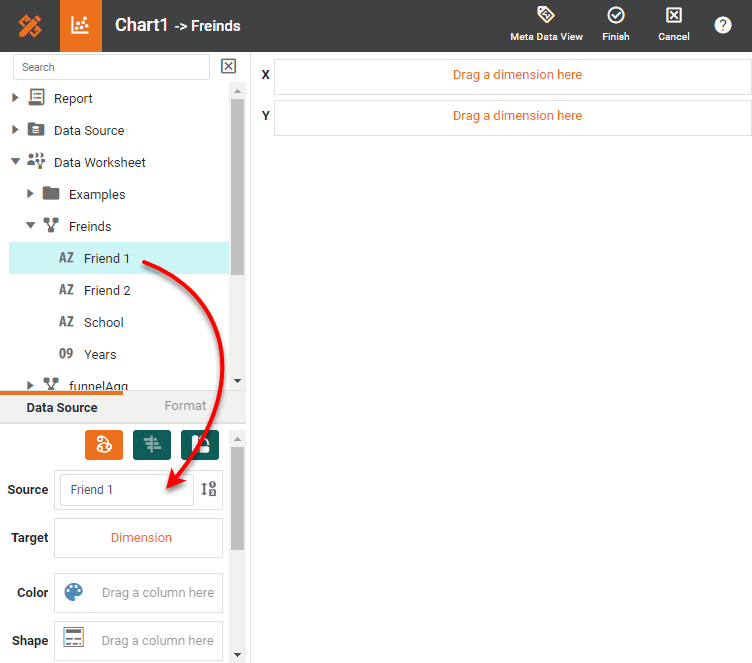 Chart1 -> Freinds
Meta Data View
Finish
Cancel
?
Search
Report
Data Source
Data Worksheet
Examples
Freinds
AZ Friend 1
AZ Friend 2
AZ School
09 Years
funnelAgg
Data Source
Format
Source
Friend 1
Target
Dimension
Color
Drag a column here
Shape
Drag a column here
X
Drag a dimension here
Y
Drag a dimension here